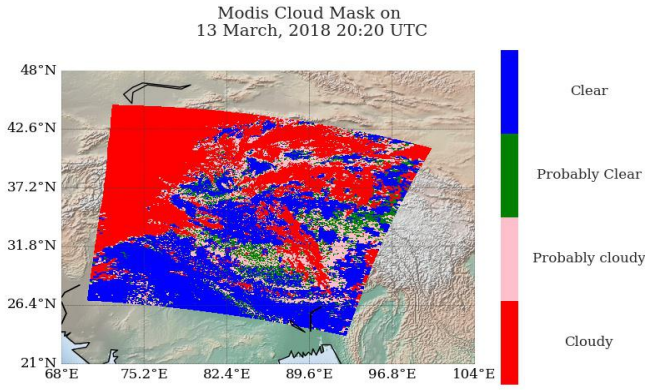 Modis Cloud Mask on
13 March, 2018 20:20 UTC
48°N
42.6°N
37.2°N
31.8°N
26.4°N
21°N
68°E
75.2°E
82.4°E
89.6°E
96.8°E
104°E
Clear
Probably Clear
Probably cloudy
Cloudy